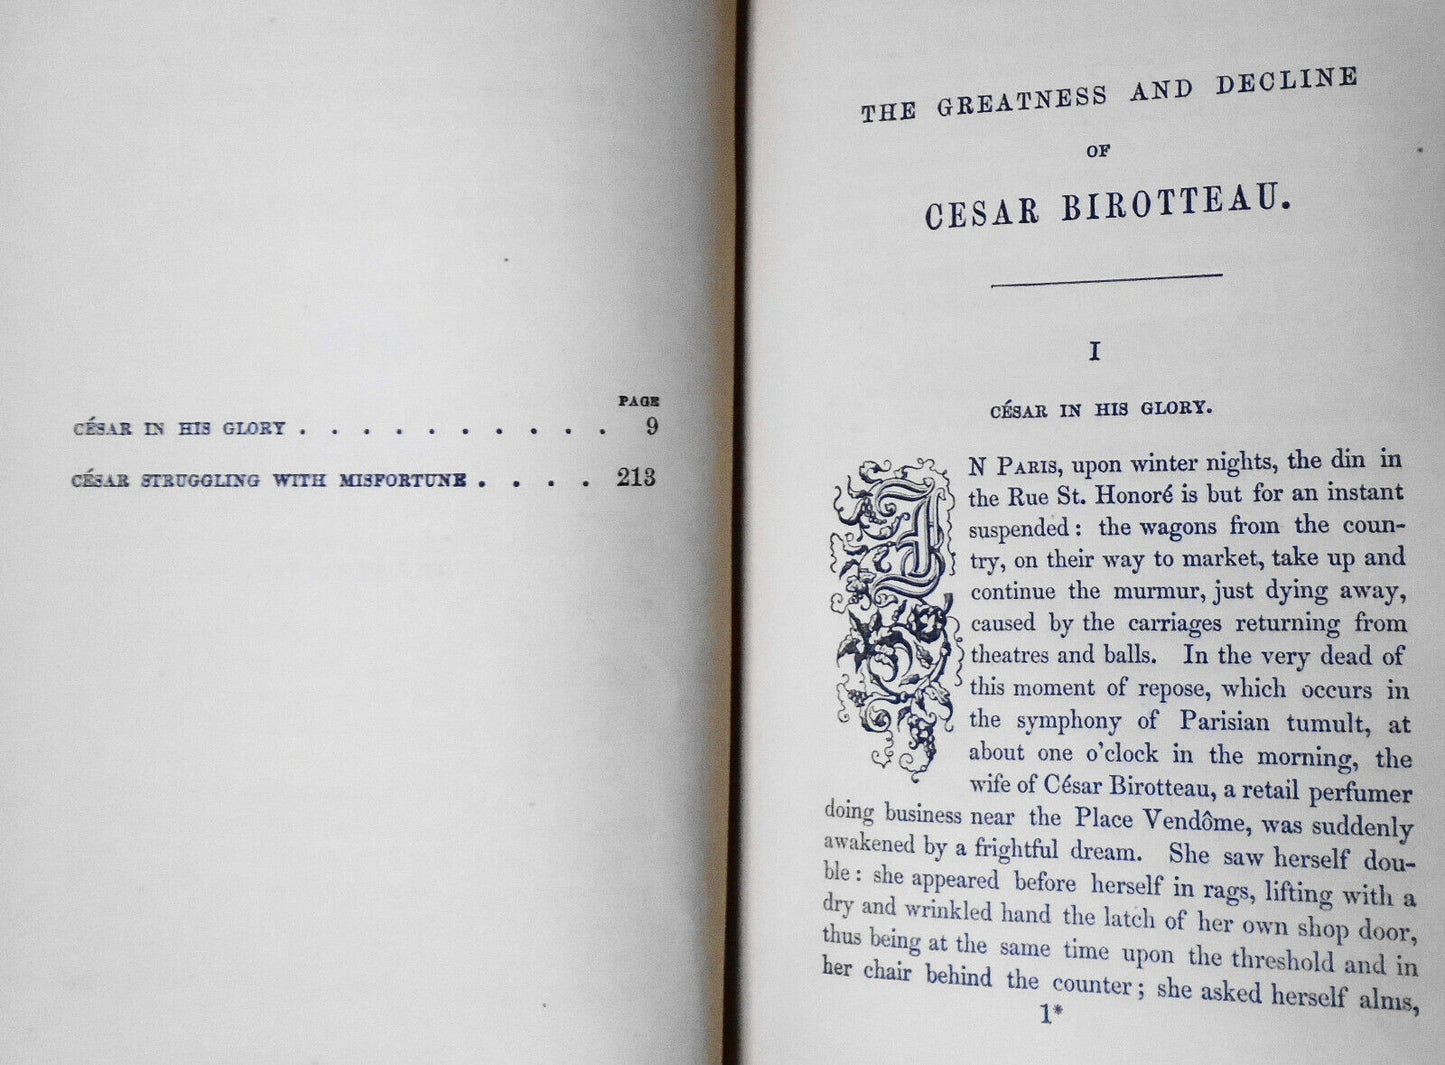 PAGE
CÉSAR IN HIS GLORY . . . . . . . . . . 9
CÉSAR STRUGGLING WITH MISFORTUNE . . . . 213
THE GREATNESS AND DECLINE
OF
CESAR BIROTTEAU.
I
CÉSAR IN HIS GLORY.
IN PARIS, upon winter nights, the din in
the Rue St. Honoré is but for an instant
suspended: the wagons from the coun-
try, on their way to market, take up and
continue the murmur, just dying away,
caused by the carriages returning from
theatres and balls. In the very dead of
this moment of repose, which occurs in
the symphony of Parisian tumult, at
about one o'clock in the morning, the
wife of César Birotteau, a retail perfumer
doing business near the Place Vendôme, was suddenly
awakened by a frightful dream. She saw herself dou-
ble: she appeared before herself in rags, lifting with a
dry and wrinkled hand the latch of her own shop door,
thus being at the same time upon the threshold and in
her chair behind the counter; she asked herself alms,
1*